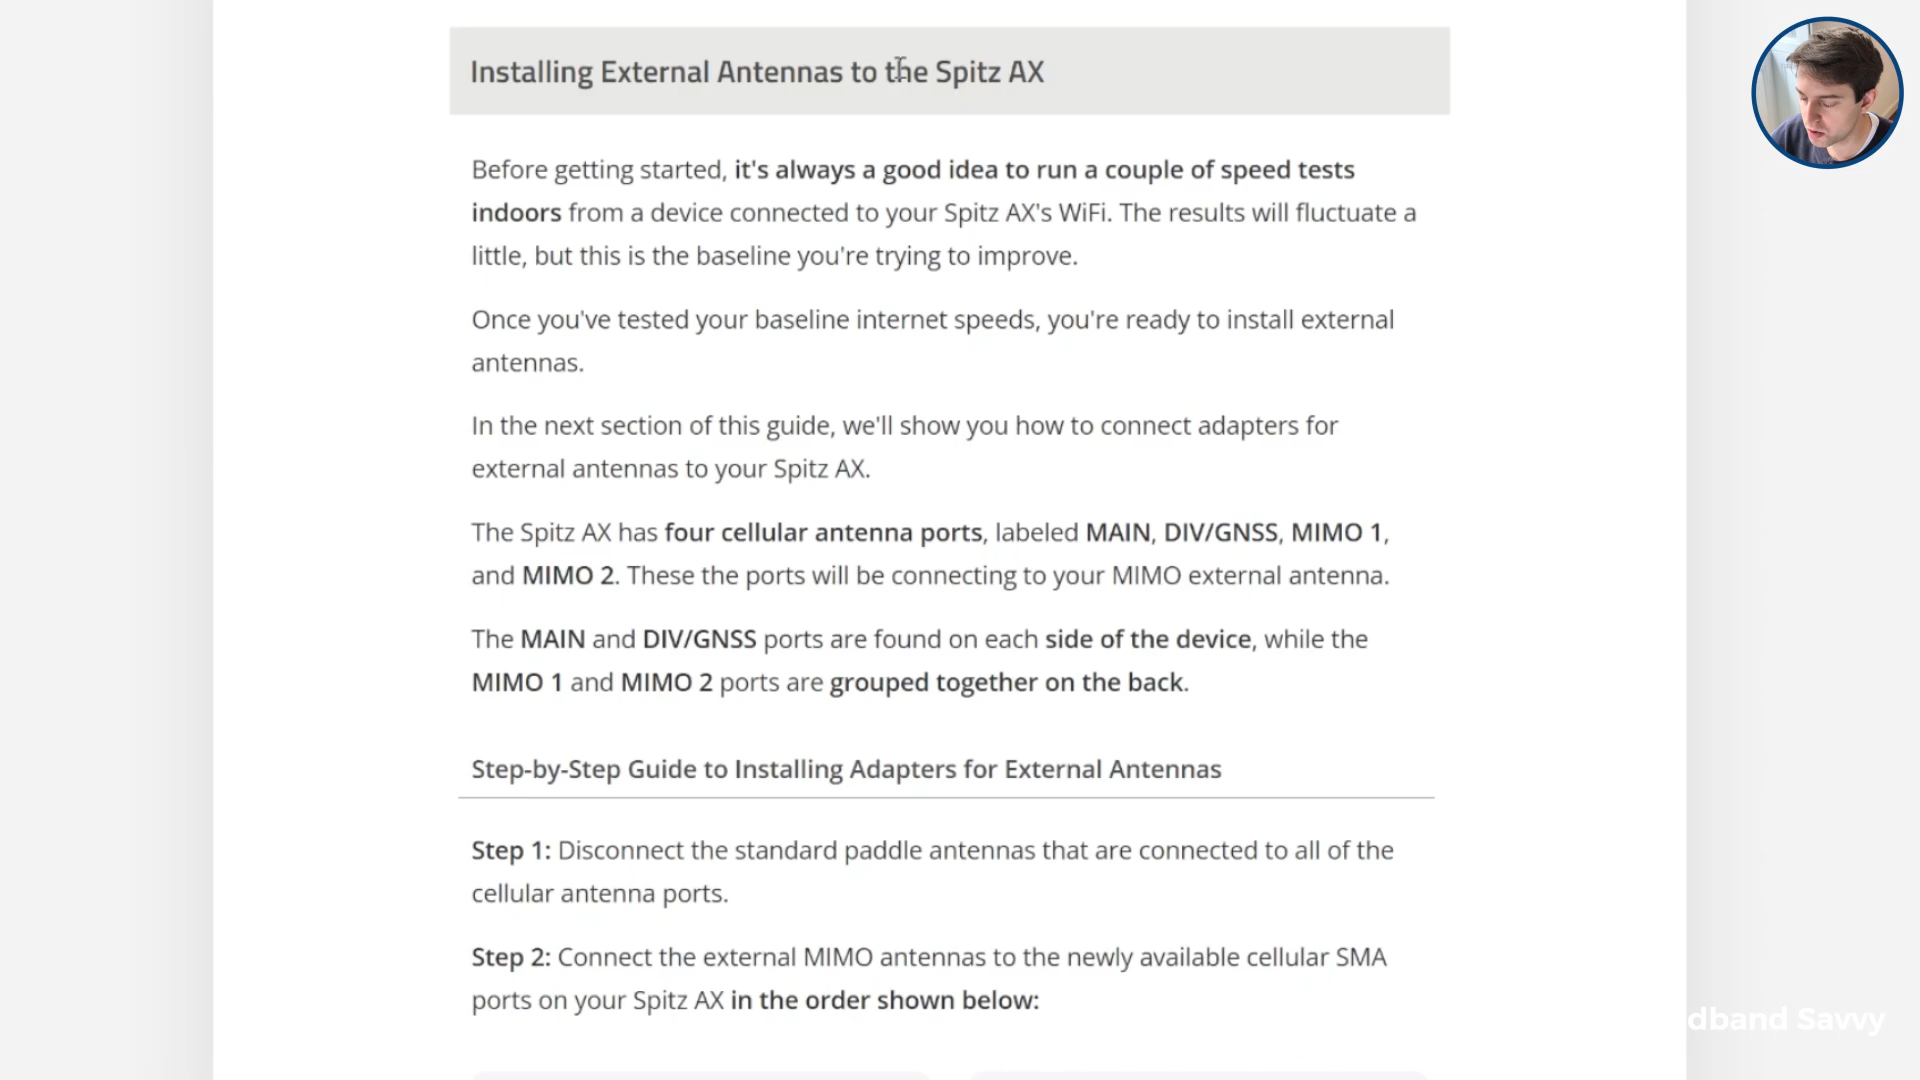 Installing External Antennas to the Spitz AX
Before getting started, it's always a good idea to run a couple of speed tests
indoors from a device connected to your Spitz AX's WiFi. The results will fluctuate a
little, but this is the baseline you're trying to improve.
Once you've tested your baseline internet speeds, you're ready to install external
antennas.
In the next section of this guide, we'll show you how to connect adapters for
external antennas to your Spitz AX.
The Spitz AX has four cellular antenna ports, labeled MAIN, DIV/GNSS, MIMO 1,
and MIMO 2. These the ports will be connecting to your MIMO external antenna.
The MAIN and DIV/GNSS ports are found on each side of the device, while the
MIMO 1 and MIMO 2 ports are grouped together on the back.
Step-by-Step Guide to Installing Adapters for External Antennas
Step 1: Disconnect the standard paddle antennas that are connected to all of the
cellular antenna ports.
Step 2: Connect the external MIMO antennas to the newly available cellular SMA
ports on your Spitz AX in the order shown below:
dband Savvy